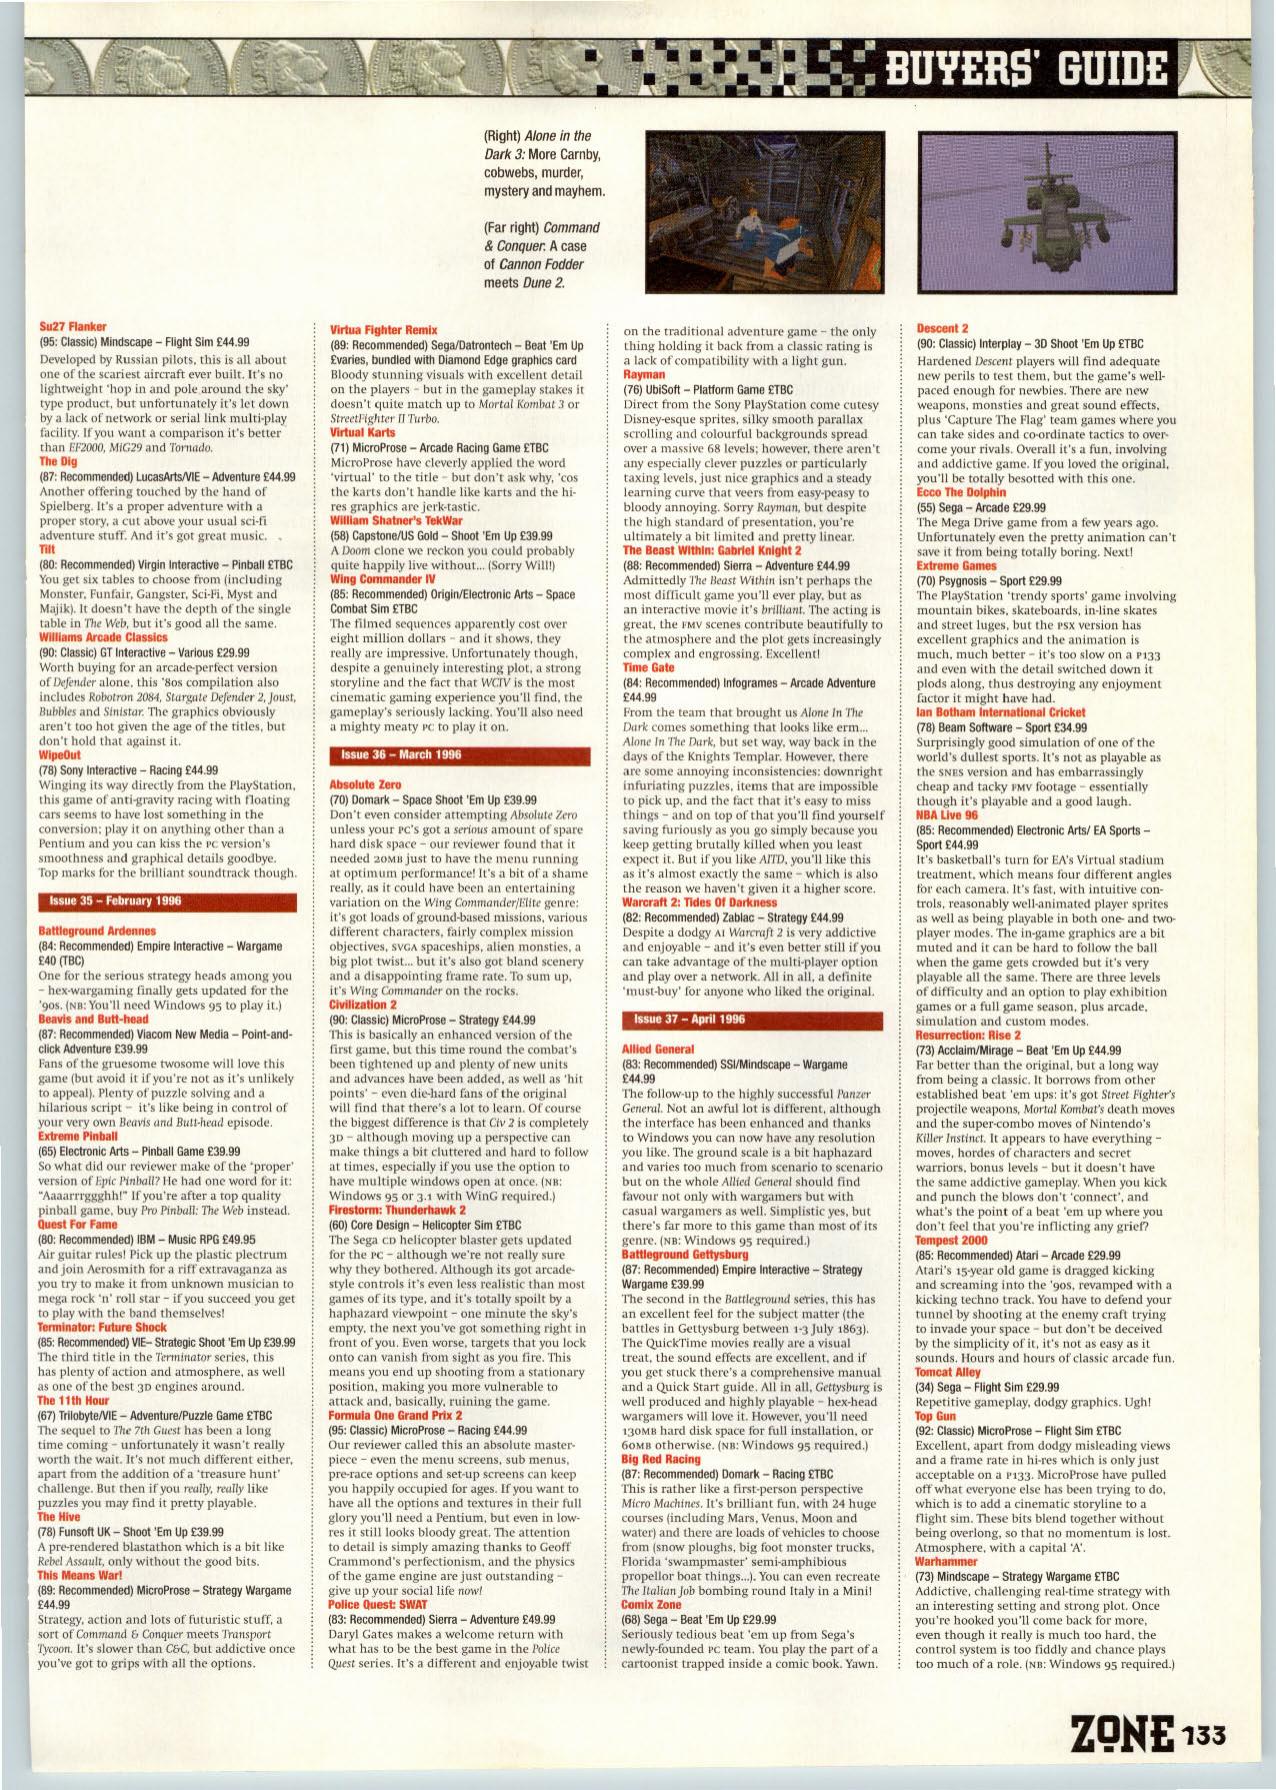 BUYERS' GUIDE
(Right) Alone in the
Dark 3: More Carnby,
cobwebs, murder,
mystery and mayhem.
(Far right) Command
& Conquer: A case
of Cannon Fodder
meets Dune 2.
Su27 Flanker
(95: Classic) Mindscape – Flight Sim £44.99
Developed by Russian pilots, this is all about
one of the scariest aircraft ever built. It's no
lightweight 'hop in and pole around the sky'
type product, but unfortunately it's let down
by a lack of network or serial link multi-play
facility. If you want a comparison it's better
than EF2000, MiG29 and Tornado.
The Dig
(87: Recommended) LucasArts/VIE – Adventure £44.99
Another offering touched by the hand of
Spielberg. It's a proper adventure with a
proper story, a cut above your usual sci-fi
adventure stuff. And it's got great music.
Tilt
(80: Recommended) Virgin Interactive – Pinball £TBC
You get six tables to choose from (including
Monster, Funfair, Gangster, Sci-Fi, Myst and
Majik). It doesn't have the depth of the single
table in The Web, but it's good all the same.
Williams Arcade Classics
(90: Classic) GT Interactive – Various £29.99
Worth buying for an arcade-perfect version
of Defender alone, this '80s compilation also
includes Robotron 2084, Stargate Defender 2, Joust,
Bubbles and Sinistar. The graphics obviously
aren't too hot given the age of the titles, but
don't hold that against it.
WipeOut
(78) Sony Interactive – Racing £44.99
Winging its way directly from the PlayStation,
this game of anti-gravity racing with floating
cars seems to have lost something in the
conversion; play it on anything other than a
Pentium and you can kiss the PC version's
smoothness and graphical details goodbye.
Top marks for the brilliant soundtrack though.
Issue 35 – February 1996
Battleground Ardennes
(84: Recommended) Empire Interactive – Wargame
£40 (TBC)
One for the serious strategy heads among you
– hex-wargaming finally gets updated for the
'90s. (NB: You'll need Windows 95 to play it.)
Beavis and Butt-head
(87: Recommended) Viacom New Media – Point-and-
click Adventure £39.99
Fans of the gruesome twosome will love this
game (but avoid it if you're not as it's unlikely
to appeal). Plenty of puzzle solving and a
hilarious script – it's like being in control of
your very own Beavis and Butt-head episode.
Extreme Pinball
(65) Electronic Arts – Pinball Game £39.99
So what did our reviewer make of the 'proper'
version of Epic Pinball? He had one word for it:
"Aaaarrrggghh!" If you're after a top quality
pinball game, buy Pro Pinball: The Web instead.
Quest For Fame
(80: Recommended) IBM – Music RPG £49.95
Air guitar rules! Pick up the plastic plectrum
and join Aerosmith for a riff extravaganza as
you try to make it from unknown musician to
mega rock 'n' roll star – if you succeed you get
to play with the band themselves!
Terminator: Future Shock
(85: Recommended) VIE– Strategic Shoot 'Em Up £39.99
The third title in the Terminator series, this
has plenty of action and atmosphere, as well
as one of the best 3D engines around.
The 11th Hour
(67) Trilobyte/VIE – Adventure/Puzzle Game £TBC
The sequel to The 7th Guest has been a long
time coming – unfortunately it wasn't really
worth the wait. It's not much different either,
apart from the addition of a 'treasure hunt'
challenge. But then if you really, really like
puzzles you may find it pretty playable.
The Hive
(78) Funsoft UK – Shoot 'Em Up £39.99
A pre-rendered blastathon which is a bit like
Rebel Assault, only without the good bits.
This Means War!
(89: Recommended) MicroProse – Strategy Wargame
£44.99
Strategy, action and lots of futuristic stuff, a
sort of Command & Conquer meets Transport
Tycoon. It's slower than C&C, but addictive once
you've got to grips with all the options.
Virtua Fighter Remix
(89: Recommended) Sega/Datrontech – Beat 'Em Up
£varies, bundled with Diamond Edge graphics card
Bloody stunning visuals with excellent detail
on the players – but in the gameplay stakes it
doesn't quite match up to Mortal Kombat 3 or
StreetFighter II Turbo.
Virtual Karts
(71) MicroProse – Arcade Racing Game £TBC
MicroProse have cleverly applied the word
'virtual' to the title – but don't ask why, 'cos
the karts don't handle like karts and the hi-
res graphics are jerk-tastic.
William Shatner's TekWar
(58) Capstone/US Gold – Shoot 'Em Up £39.99
A Doom clone we reckon you could probably
quite happily live without... (Sorry Will!)
Wing Commander IV
(85: Recommended) Origin/Electronic Arts – Space
Combat Sim £TBC
The filmed sequences apparently cost over
eight million dollars – and it shows, they
really are impressive. Unfortunately though,
despite a genuinely interesting plot, a strong
storyline and the fact that WCIV is the most
cinematic gaming experience you'll find, the
gameplay's seriously lacking. You'll also need
a mighty meaty PC to play it on.
Issue 36 – March 1996
Absolute Zero
(70) Domark – Space Shoot 'Em Up £39.99
Don't even consider attempting Absolute Zero
unless your PC's got a serious amount of spare
hard disk space – our reviewer found that it
needed 20MB just to have the menu running
at optimum performance! It's a bit of a shame
really, as it could have been an entertaining
variation on the Wing Commander/Elite genre:
it's got loads of ground-based missions, various
different characters, fairly complex mission
objectives, SVGA spaceships, alien monsties, a
big plot twist... but it's also got bland scenery
and a disappointing frame rate. To sum up,
it's Wing Commander on the rocks.
Civilization 2
(90: Classic) MicroProse – Strategy £44.99
This is basically an enhanced version of the
first game, but this time round the combat's
been tightened up and plenty of new units
and advances have been added, as well as 'hit
points' – even die-hard fans of the original
will find that there's a lot to learn. Of course
the biggest difference is that Civ 2 is completely
3D – although moving up a perspective can
make things a bit cluttered and hard to follow
at times, especially if you use the option to
have multiple windows open at once. (NB:
Windows 95 or 3.1 with WinG required.)
Firestorm: Thunderhawk 2
(60) Core Design – Helicopter Sim £TBC
The Sega CD helicopter blaster gets updated
for the PC – although we're not really sure
why they bothered. Although its got arcade-
style controls it's even less realistic than most
games of its type, and it's totally spoilt by a
haphazard viewpoint – one minute the sky's
empty, the next you've got something right in
front of you. Even worse, targets that you lock
onto can vanish from sight as you fire. This
means you end up shooting from a stationary
position, making you more vulnerable to
attack and, basically, ruining the game.
Formula One Grand Prix 2
(95: Classic) MicroProse – Racing £44.99
Our reviewer called this an absolute master-
piece – even the menu screens, sub menus,
pre-race options and set-up screens can keep
you happily occupied for ages. If you want to
have all the options and textures in their full
glory you'll need a Pentium, but even in low-
res it still looks bloody great. The attention
to detail is simply amazing thanks to Geoff
Crammond's perfectionism, and the physics
of the game engine are just outstanding –
give up your social life now!
Police Quest: SWAT
(83: Recommended) Sierra – Adventure £49.99
Daryl Gates makes a welcome return with
what has to be the best game in the Police
Quest series. It's a different and enjoyable twist
on the traditional adventure game – the only
thing holding it back from a classic rating is
a lack of compatibility with a light gun.
Rayman
(76) UbiSoft – Platform Game £TBC
Direct from the Sony PlayStation come cutesy
Disney-esque sprites, silky smooth parallax
scrolling and colourful backgrounds spread
over a massive 68 levels; however, there aren't
any especially clever puzzles or particularly
taxing levels, just nice graphics and a steady
learning curve that veers from easy-peasy to
bloody annoying. Sorry Rayman, but despite
the high standard of presentation, you're
ultimately a bit limited and pretty linear.
The Beast Within: Gabriel Knight 2
(88: Recommended) Sierra – Adventure £44.99
Admittedly The Beast Within isn't perhaps the
most difficult game you'll ever play, but as
an interactive movie it's brilliant. The acting is
great, the FMV scenes contribute beautifully to
the atmosphere and the plot gets increasingly
complex and engrossing. Excellent!
Time Gate
(84: Recommended) Infogrames – Arcade Adventure
£44.99
From the team that brought us Alone In The
Dark comes something that looks like erm...
Alone In The Dark, but set way, way back in the
days of the Knights Templar. However, there
are some annoying inconsistencies: downright
infuriating puzzles, items that are impossible
to pick up, and the fact that it's easy to miss
things – and on top of that you'll find yourself
saving furiously as you go simply because you
keep getting brutally killed when you least
expect it. But if you like AITD, you'll like this
as it's almost exactly the same – which is also
the reason we haven't given it a higher score.
Warcraft 2: Tides Of Darkness
(82: Recommended) Zablac – Strategy £44.99
Despite a dodgy AI Warcraft 2 is very addictive
and enjoyable – and it's even better still if you
can take advantage of the multi-player option
and play over a network. All in all, a definite
'must-buy' for anyone who liked the original.
Issue 37 – April 1996
Allied General
(83: Recommended) SSI/Mindscape – Wargame
£44.99
The follow-up to the highly successful Panzer
General. Not an awful lot is different, although
the interface has been enhanced and thanks
to Windows you can now have any resolution
you like. The ground scale is a bit haphazard
and varies too much from scenario to scenario
but on the whole Allied General should find
favour not only with wargamers but with
casual wargamers as well. Simplistic yes, but
there's far more to this game than most of its
genre. (NB: Windows 95 required.)
Battleground Gettysburg
(87: Recommended) Empire Interactive – Strategy
Wargame £39.99
The second in the Battleground series, this has
an excellent feel for the subject matter (the
battles in Gettysburg between 1-3 July 1863).
The QuickTime movies really are a visual
treat, the sound effects are excellent, and if
you get stuck there's a comprehensive manual
and a Quick Start guide. All in all, Gettysburg is
well produced and highly playable – hex-head
wargamers will love it. However, you'll need
130MB hard disk space for full installation, or
60MB otherwise. (NB: Windows 95 required.)
Big Red Racing
(87: Recommended) Domark – Racing £TBC
This is rather like a first-person perspective
Micro Machines. It's brilliant fun, with 24 huge
courses (including Mars, Venus, Moon and
water) and there are loads of vehicles to choose
from (snow ploughs, big foot monster trucks,
Florida 'swampmaster' semi-amphibious
propellor boat things...). You can even recreate
The Italian Job bombing round Italy in a Mini!
Comix Zone
(68) Sega – Beat 'Em Up £29.99
Seriously tedious beat 'em up from Sega's
newly-founded PC team. You play the part of a
cartoonist trapped inside a comic book. Yawn.
Descent 2
(90: Classic) Interplay – 3D Shoot 'Em Up £TBC
Hardened Descent players will find adequate
new perils to test them, but the game's well-
paced enough for newbies. There are new
weapons, monsties and great sound effects,
plus 'Capture The Flag' team games where you
can take sides and co-ordinate tactics to over-
come your rivals. Overall it's a fun, involving
and addictive game. If you loved the original,
you'll be totally besotted with this one.
Ecco The Dolphin
(55) Sega – Arcade £29.99
The Mega Drive game from a few years ago.
Unfortunately even the pretty animation can't
save it from being totally boring. Next!
Extreme Games
(70) Psygnosis – Sport £29.99
The PlayStation 'trendy sports' game involving
mountain bikes, skateboards, in-line skates
and street luges, but the PSX version has
excellent graphics and the animation is
much, much better – it's too slow on a P133
and even with the detail switched down it
plods along, thus destroying any enjoyment
factor it might have had.
Ian Botham International Cricket
(78) Beam Software – Sport £34.99
Surprisingly good simulation of one of the
world's dullest sports. It's not as playable as
the SNES version and has embarrassingly
cheap and tacky FMV footage – essentially
though it's playable and a good laugh.
NBA Live 96
(85: Recommended) Electronic Arts/ EA Sports –
Sport £44.99
It's basketball's turn for EA's Virtual stadium
treatment, which means four different angles
for each camera. It's fast, with intuitive con-
trols, reasonably well-animated player sprites
as well as being playable in both one- and two-
player modes. The in-game graphics are a bit
muted and it can be hard to follow the ball
when the game gets crowded but it's very
playable all the same. There are three levels
of difficulty and an option to play exhibition
games or a full game season, plus arcade,
simulation and custom modes.
Resurrection: Rise 2
(73) Acclaim/Mirage – Beat 'Em Up £44.99
Far better than the original, but a long way
from being a classic. It borrows from other
established beat 'em ups: it's got Street Fighter's
projectile weapons, Mortal Kombat's death moves
and the super-combo moves of Nintendo's
Killer Instinct. It appears to have everything –
moves, hordes of characters and secret
warriors, bonus levels – but it doesn't have
the same addictive gameplay. When you kick
and punch the blows don't 'connect', and
what's the point of a beat 'em up where you
don't feel that you're inflicting any grief?
Tempest 2000
(85: Recommended) Atari – Arcade £29.99
Atari's 15-year old game is dragged kicking
and screaming into the '90s, revamped with a
kicking techno track. You have to defend your
tunnel by shooting at the enemy craft trying
to invade your space – but don't be deceived
by the simplicity of it, it's not as easy as it
sounds. Hours and hours of classic arcade fun.
Tomcat Alley
(34) Sega – Flight Sim £29.99
Repetitive gameplay, dodgy graphics. Ugh!
Top Gun
(92: Classic) MicroProse – Flight Sim £TBC
Excellent, apart from dodgy misleading views
and a frame rate in hi-res which is only just
acceptable on a P133. MicroProse have pulled
off what everyone else has been trying to do,
which is to add a cinematic storyline to a
flight sim. These bits blend together without
being overlong, so that no momentum is lost.
Atmosphere, with a capital 'A'.
Warhammer
(73) Mindscape – Strategy Wargame £TBC
Addictive, challenging real-time strategy with
an interesting setting and strong plot. Once
you're hooked you'll come back for more,
even though it really is much too hard, the
control system is too fiddly and chance plays
too much of a role. (NB: Windows 95 required.)
ZONE 133